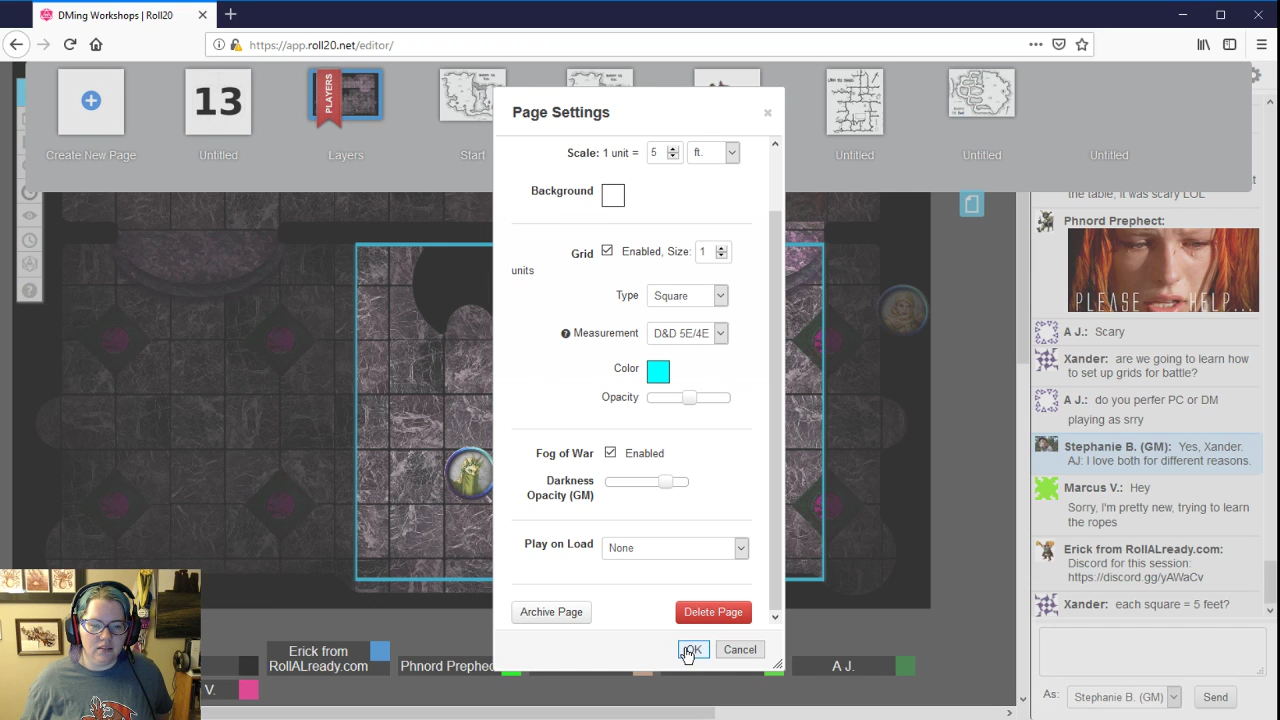 DMing Workshops | Roll20
https://app.roll20.net/editor/
13
PLAYERS
Create New Page
Untitled
Layers
Start
Untitled
Untitled
Untitled
Page Settings
Scale: 1 unit = 5 ft.
Background
Grid Enabled, Size: 1
units
Type Square
Measurement D&D 5E/4E
Color
Opacity
Fog of War Enabled
Darkness
Opacity (GM)
Play on Load None
Archive Page
Delete Page
OK
Cancel
the table, it was scary LOL
Phnord Prephect:
PLEASE HELP...
A J.: Scary
Xander: are we going to learn how
to set up grids for battle?
A J.: do you perfer PC or DM
playing as srry
Stephanie B. (GM): Yes, Xander.
AJ: I love both for different reasons.
Marcus V.: Hey
Sorry, I'm pretty new, trying to learn
the ropes
Erick from RollALready.com:
Discord for this session:
https://discord.gg/yAWaCv
Xander: each square = 5 feet?
As: Stephanie B. (GM)
Send
Erick from
RollALready.com
Phnord Prephec
A J.
V.